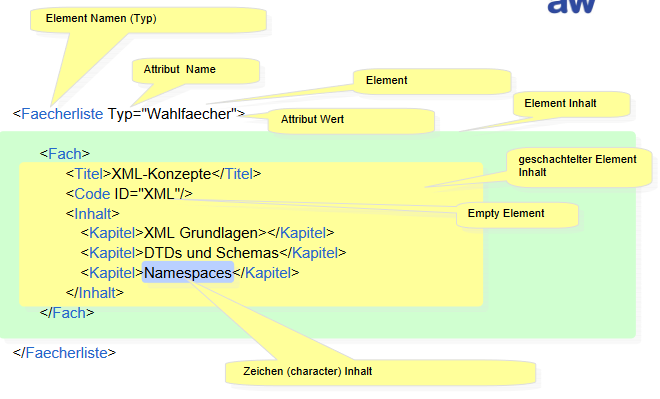 aw
Element Namen (Typ)
Attribut Name
Element
Element Inhalt
<Faecherliste Typ="Wahlfaecher">
Attribut Wert
<Fach>
geschachtelter Element
Inhalt
<Titel>XML-Konzepte</Titel>
<Code ID="XML"/>
Empty Element
<Inhalt>
<Kapitel>XML Grundlagen></Kapitel>
<Kapitel>DTDs und Schemas</Kapitel>
<Kapitel>Namespaces</Kapitel>
</Inhalt>
</Fach>
</Faecherliste>
Zeichen (character) Inhalt